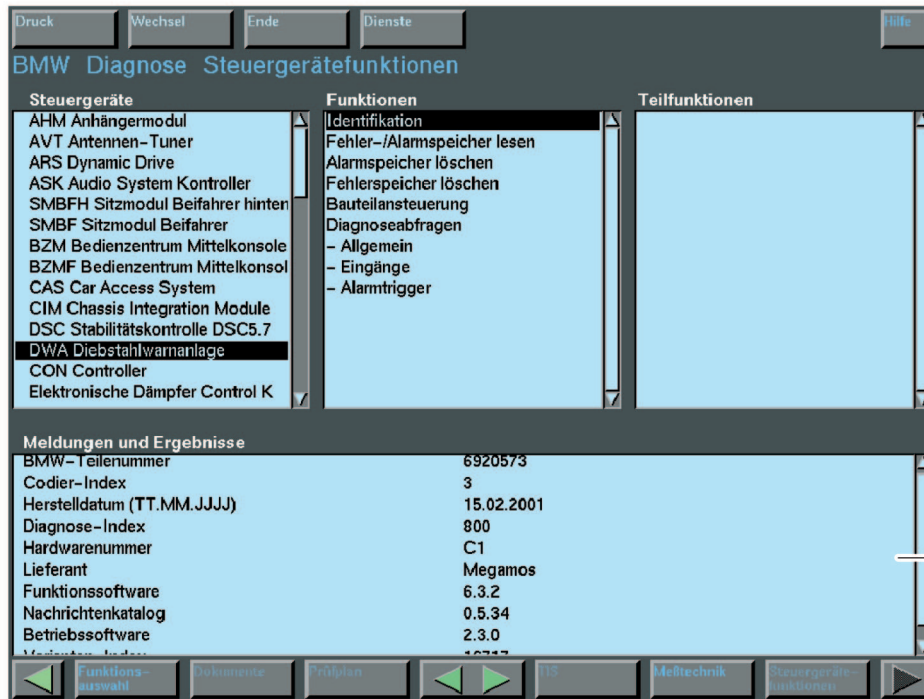 Druck
Wechsel
Ende
Dienste
Hilfe
BMW Diagnose Steuergerätefunktionen
Steuergeräte
AHM Anhängermodul
AVT Antennen-Tuner
ARS Dynamic Drive
ASK Audio System Kontroller
SMBFH Sitzmodul Beifahrer hinten
SMBF Sitzmodul Beifahrer
BZM Bedienzentrum Mittelkonsole
BZMF Bedienzentrum Mittelkonsol
CAS Car Access System
CIM Chassis Integration Module
DSC Stabilitätskontrolle DSC5.7
DWA Diebstahlwarnanlage
CON Controller
Elektronische Dämpfer Control K
Funktionen
Identifikation
Fehler-/Alarmspeicher lesen
Alarmspeicher löschen
Fehlerspeicher löschen
Bauteilansteuerung
Diagnoseabfragen
- Allgemein
- Eingänge
- Alarmtrigger
Teilfunktionen
Meldungen und Ergebnisse
BMW-Teilenummer 6920573
Codier-Index 3
Herstelldatum (TT.MM.JJJJ) 15.02.2001
Diagnose-Index 800
Hardwarenummer C1
Lieferant Megamos
Funktionssoftware 6.3.2
Nachrichtenkatalog 0.5.34
Betriebssoftware 2.3.0
Funktions-
auswahl
Dokumente
Prüfplan
TIS
Meßtechnik
Steuergeräte-
funktionen